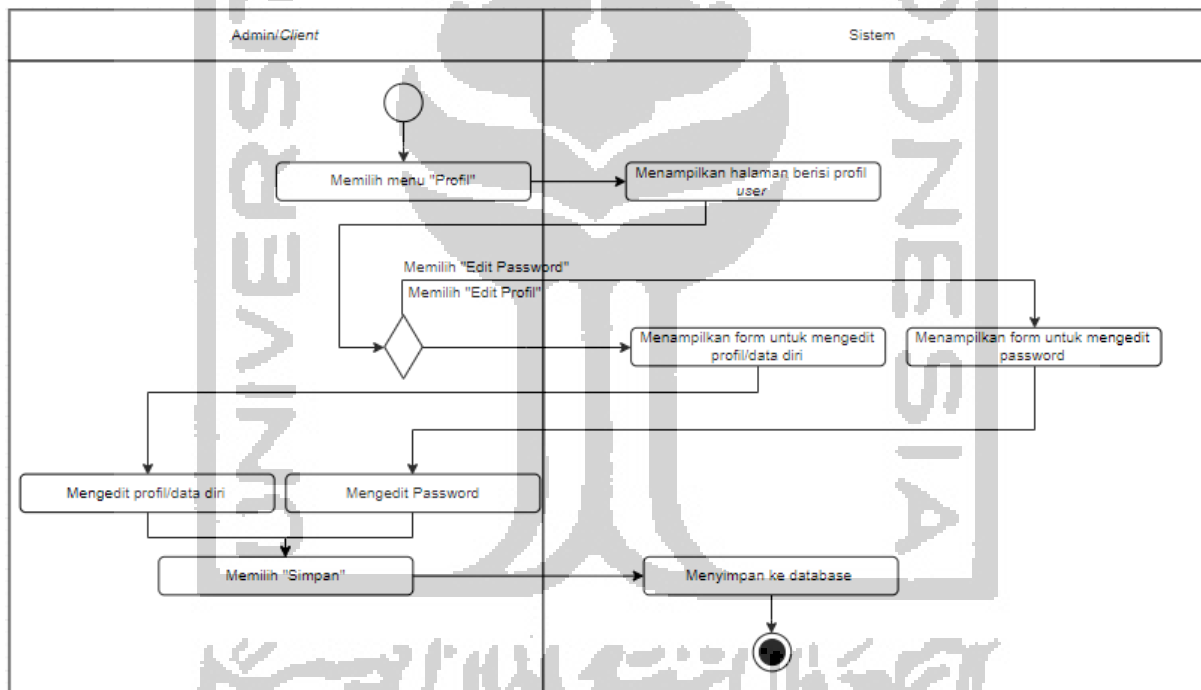 Admin/Client
Sistem
Memilih menu "Profil"
Menampilkan halaman berisi profil
user
Memilih "Edit Password"
Memilih "Edit Profil"
Menampilkan form untuk mengedit
profil/data diri
Menampilkan form untuk mengedit
password
Mengedit profil/data diri
Mengedit Password
Memilih "Simpan"
Menyimpan ke database